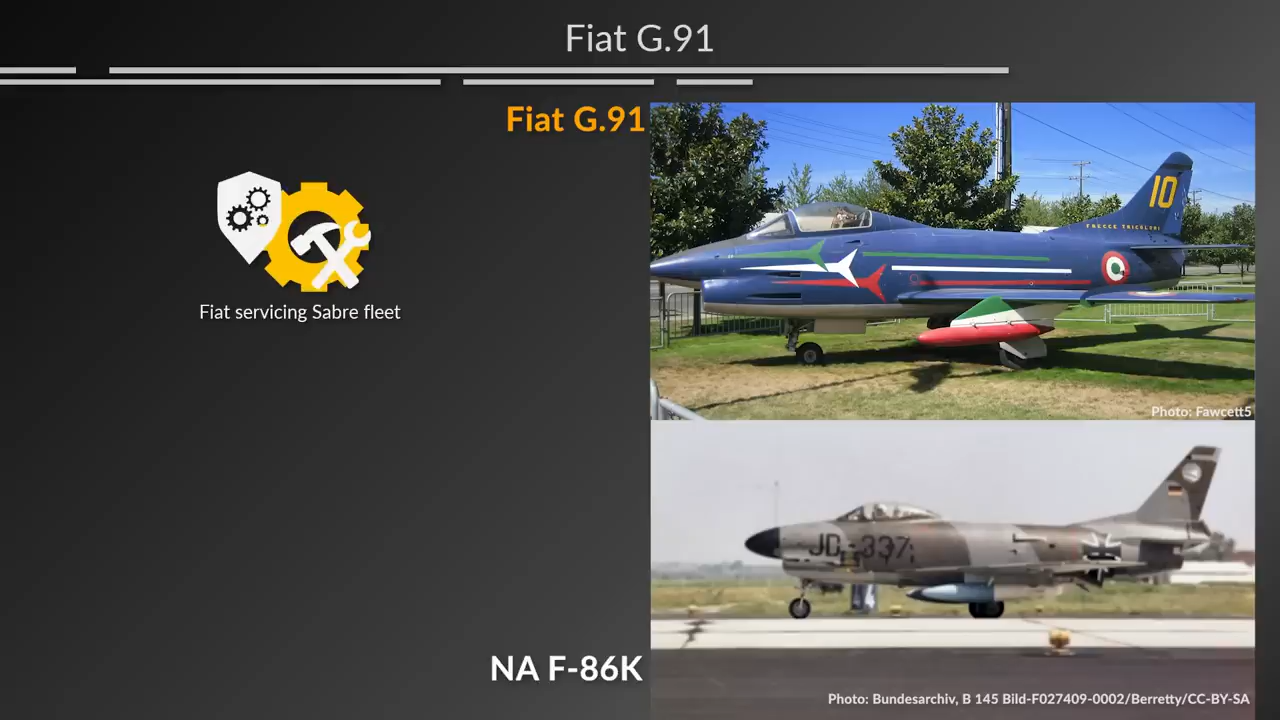 Fiat G.91
Fiat G.91
10
FRECCE TRICOLORI
Fiat servicing Sabre fleet
Photo: Fawcett5
JD-337
NA F-86K
Photo: Bundesarchiv, B 145 Bild-F027409-0002/Berretty/CC-BY-SA